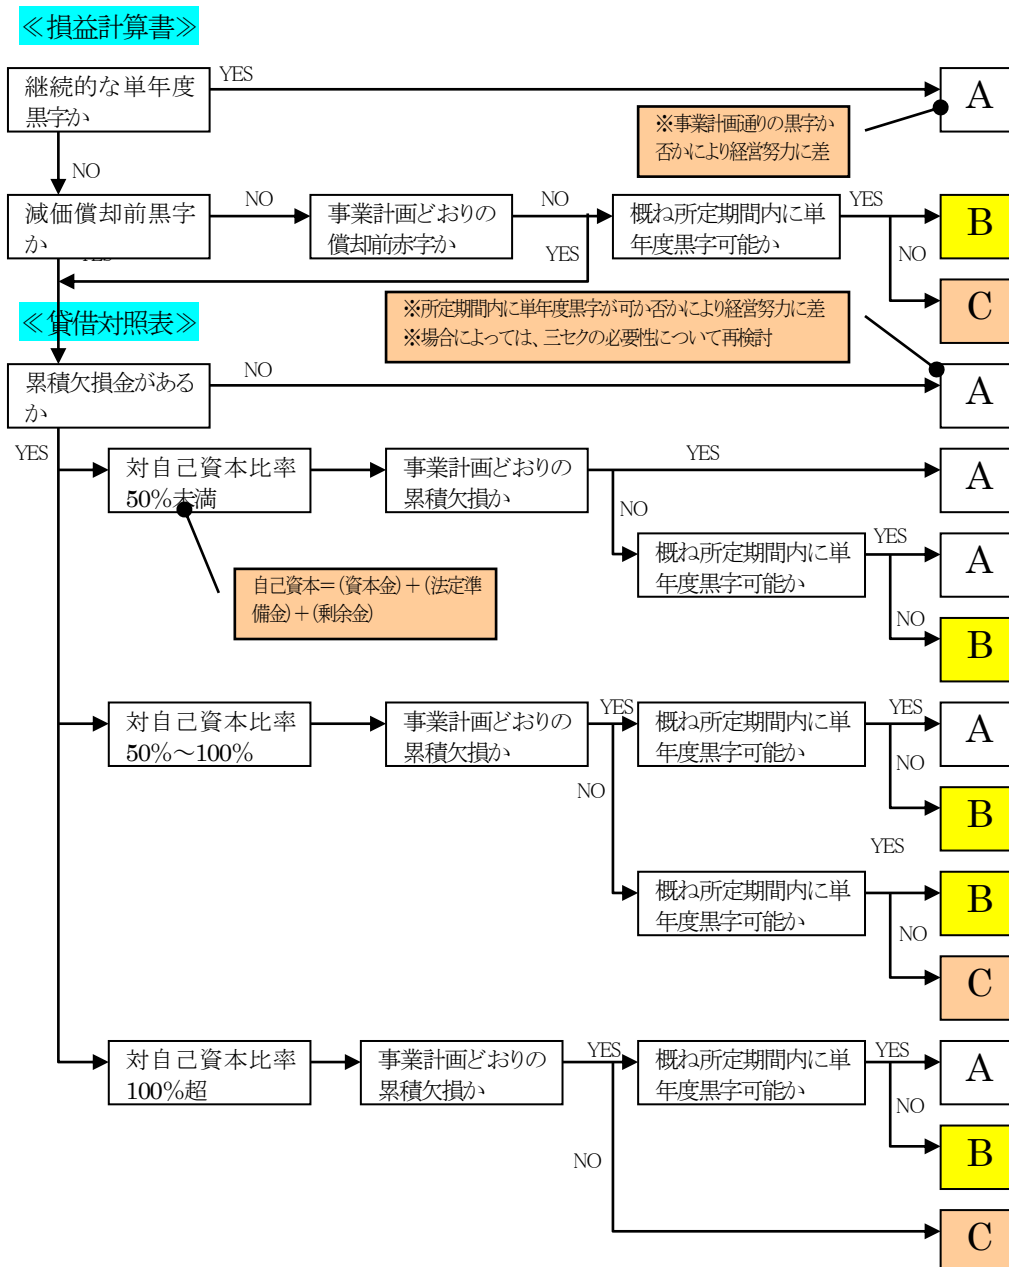 ≪損益計算書≫
継続的な単年度
黒字か
YES
A
※事業計画通りの黒字か
否かにより経営努力に差
NO
減価償却前黒字
か
NO
事業計画どおりの
償却前赤字か
NO
概ね所定期間内に単
年度黒字可能か
YES
B
YES
YES
NO
C
≪貸借対照表≫
※所定期間内に単年度黒字が可か否かにより経営努力に差
※場合によっては、三セクの必要性について再検討
累積欠損金がある
か
NO
A
YES
対自己資本比率
50%未満
事業計画どおりの
累積欠損か
YES
A
NO
概ね所定期間内に単
年度黒字可能か
YES
A
自己資本＝(資本金)＋(法定準
備金)＋(剰余金)
NO
B
対自己資本比率
50%～100%
事業計画どおりの
累積欠損か
YES
概ね所定期間内に単
年度黒字可能か
YES
A
NO
NO
B
YES
概ね所定期間内に単
年度黒字可能か
B
NO
C
対自己資本比率
100%超
事業計画どおりの
累積欠損か
YES
概ね所定期間内に単
年度黒字可能か
YES
A
NO
B
NO
C